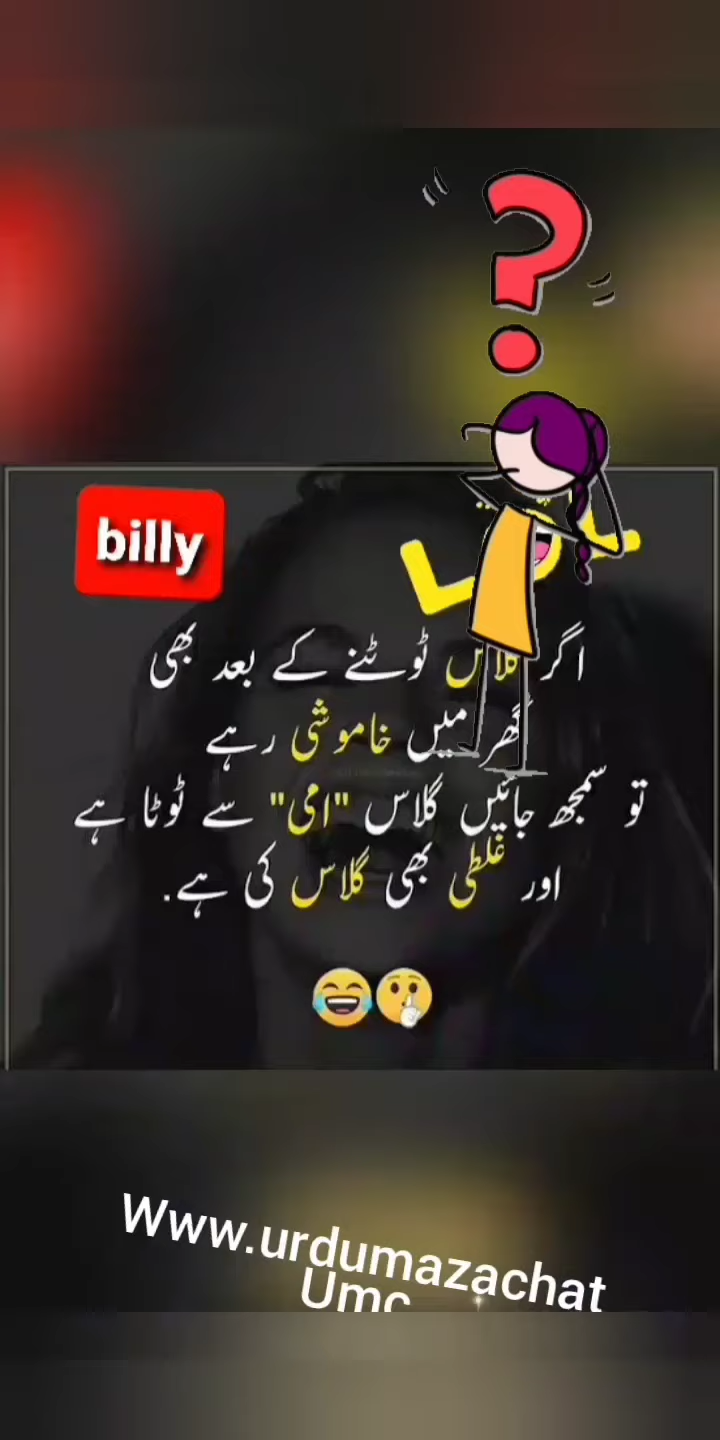 billy
اگر گلاس ٹوٹنے کے بعد بھی
گھر میں خاموشی رہے
تو سمجھ جائیں گلاس "امی" سے ٹوٹا ہے
اور غلطی بھی گلاس کی ہے.
Www.urdumazachat
Umc